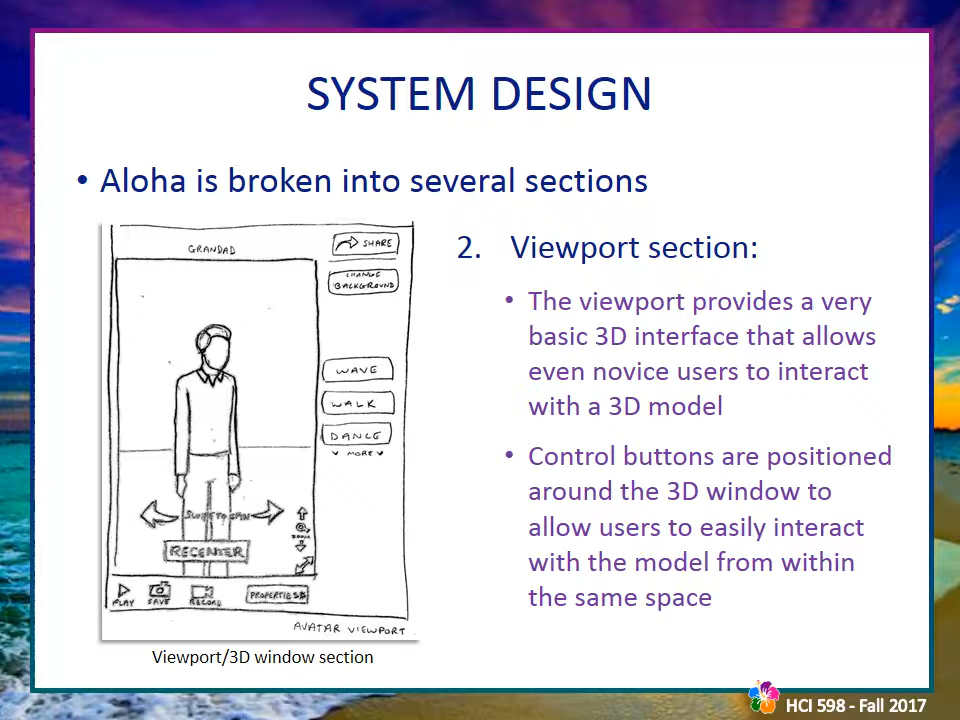 SYSTEM DESIGN
• Aloha is broken into several sections
GRANDAD
SHARE
CHANGE
BACKGROUND
WAVE
WALK
DANCE
MORE
SWIPE TO SPIN
ZOOM
RECENTER
PLAY
SAVE
RECORD
PROPERTIES
AVATAR VIEWPORT
Viewport/3D window section
2. Viewport section:
• The viewport provides a very
basic 3D interface that allows
even novice users to interact
with a 3D model
• Control buttons are positioned
around the 3D window to
allow users to easily interact
with the model from within
the same space
HCI 598 - Fall 2017